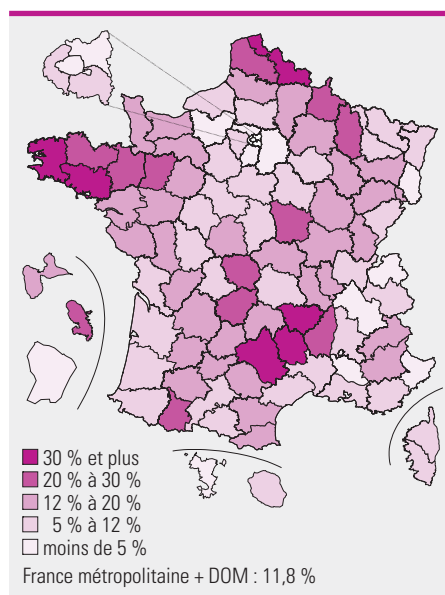 30 % et plus
20 % à 30 %
12 % à 20 %
5 % à 12 %
moins de 5 %
France métropolitaine + DOM : 11,8 %